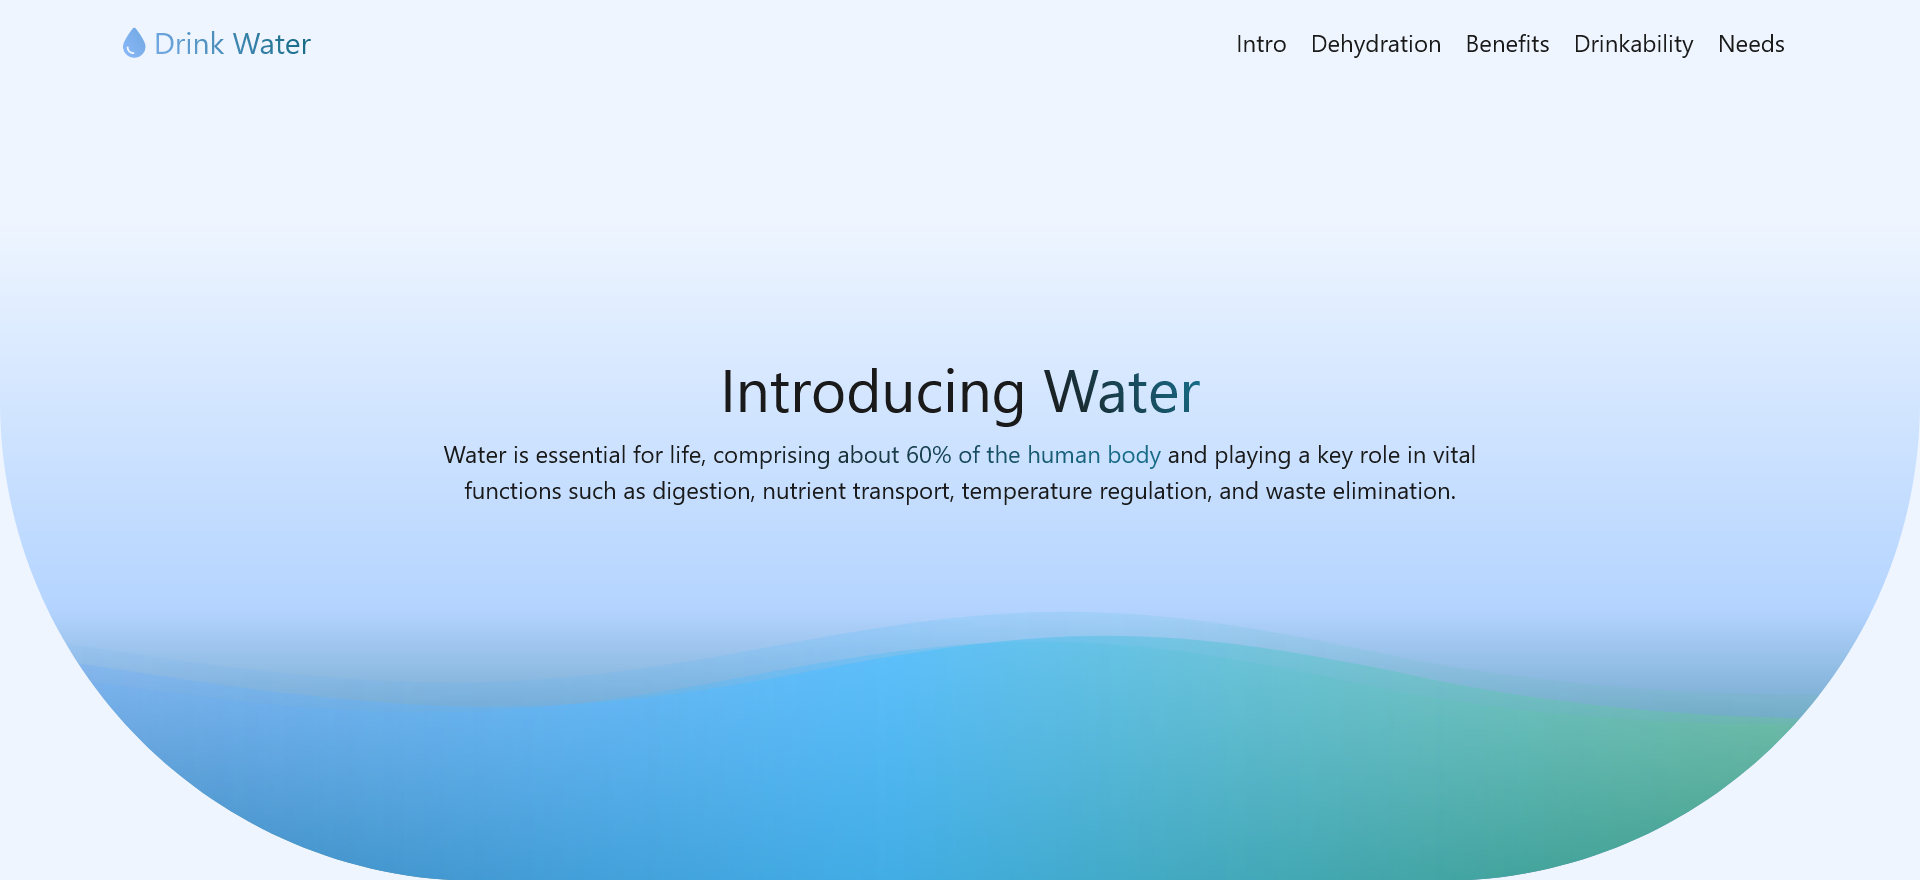 Drink Water
Intro Dehydration Benefits Drinkability Needs
Introducing Water
Water is essential for life, comprising about 60% of the human body and playing a key role in vital
functions such as digestion, nutrient transport, temperature regulation, and waste elimination.